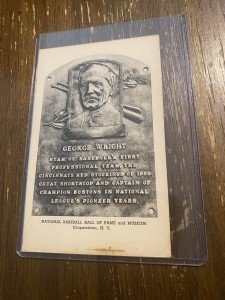 GEORGE WRIGHT
STAR OF BASEBALL'S FIRST
PROFESSIONAL TEAM, THE
CINCINNATI RED STOCKINGS OF 1869.
GREAT SHORTSTOP AND CAPTAIN OF
CHAMPION BOSTONS IN NATIONAL
LEAGUE'S PIONEER YEARS.
NATIONAL BASEBALL HALL OF FAME and MUSEUM
Cooperstown, N. Y.